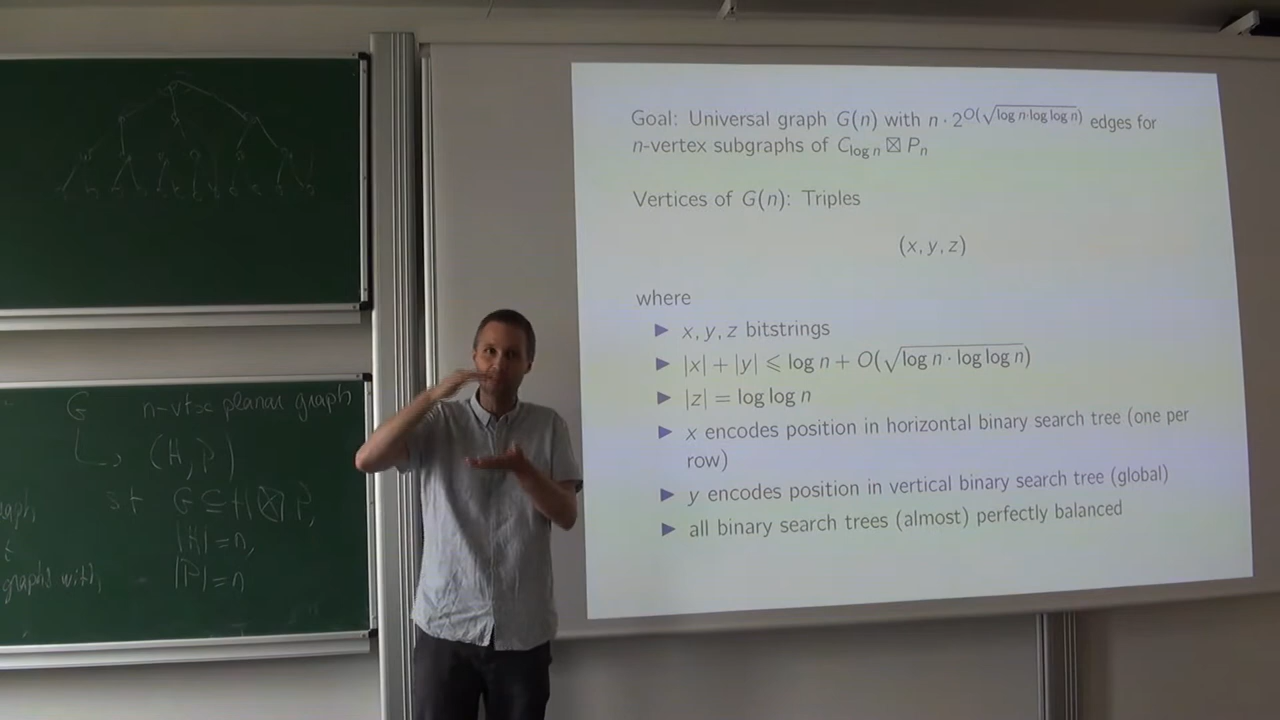 G n-vtx planar graph
(H, P)
st G ⊆ H ⊠ P,
|H| = n,
graphs with,
|P| = n
Goal: Universal graph G(n) with n · 2^{O(√(log n·log log n))} edges for
n-vertex subgraphs of C_{log n} ⊠ P_n
Vertices of G(n): Triples
(x, y, z)
where
▶ x, y, z bitstrings
▶ |x| + |y| ⩽ log n + O(√(log n · log log n))
▶ |z| = log log n
▶ x encodes position in horizontal binary search tree (one per
row)
▶ y encodes position in vertical binary search tree (global)
▶ all binary search trees (almost) perfectly balanced